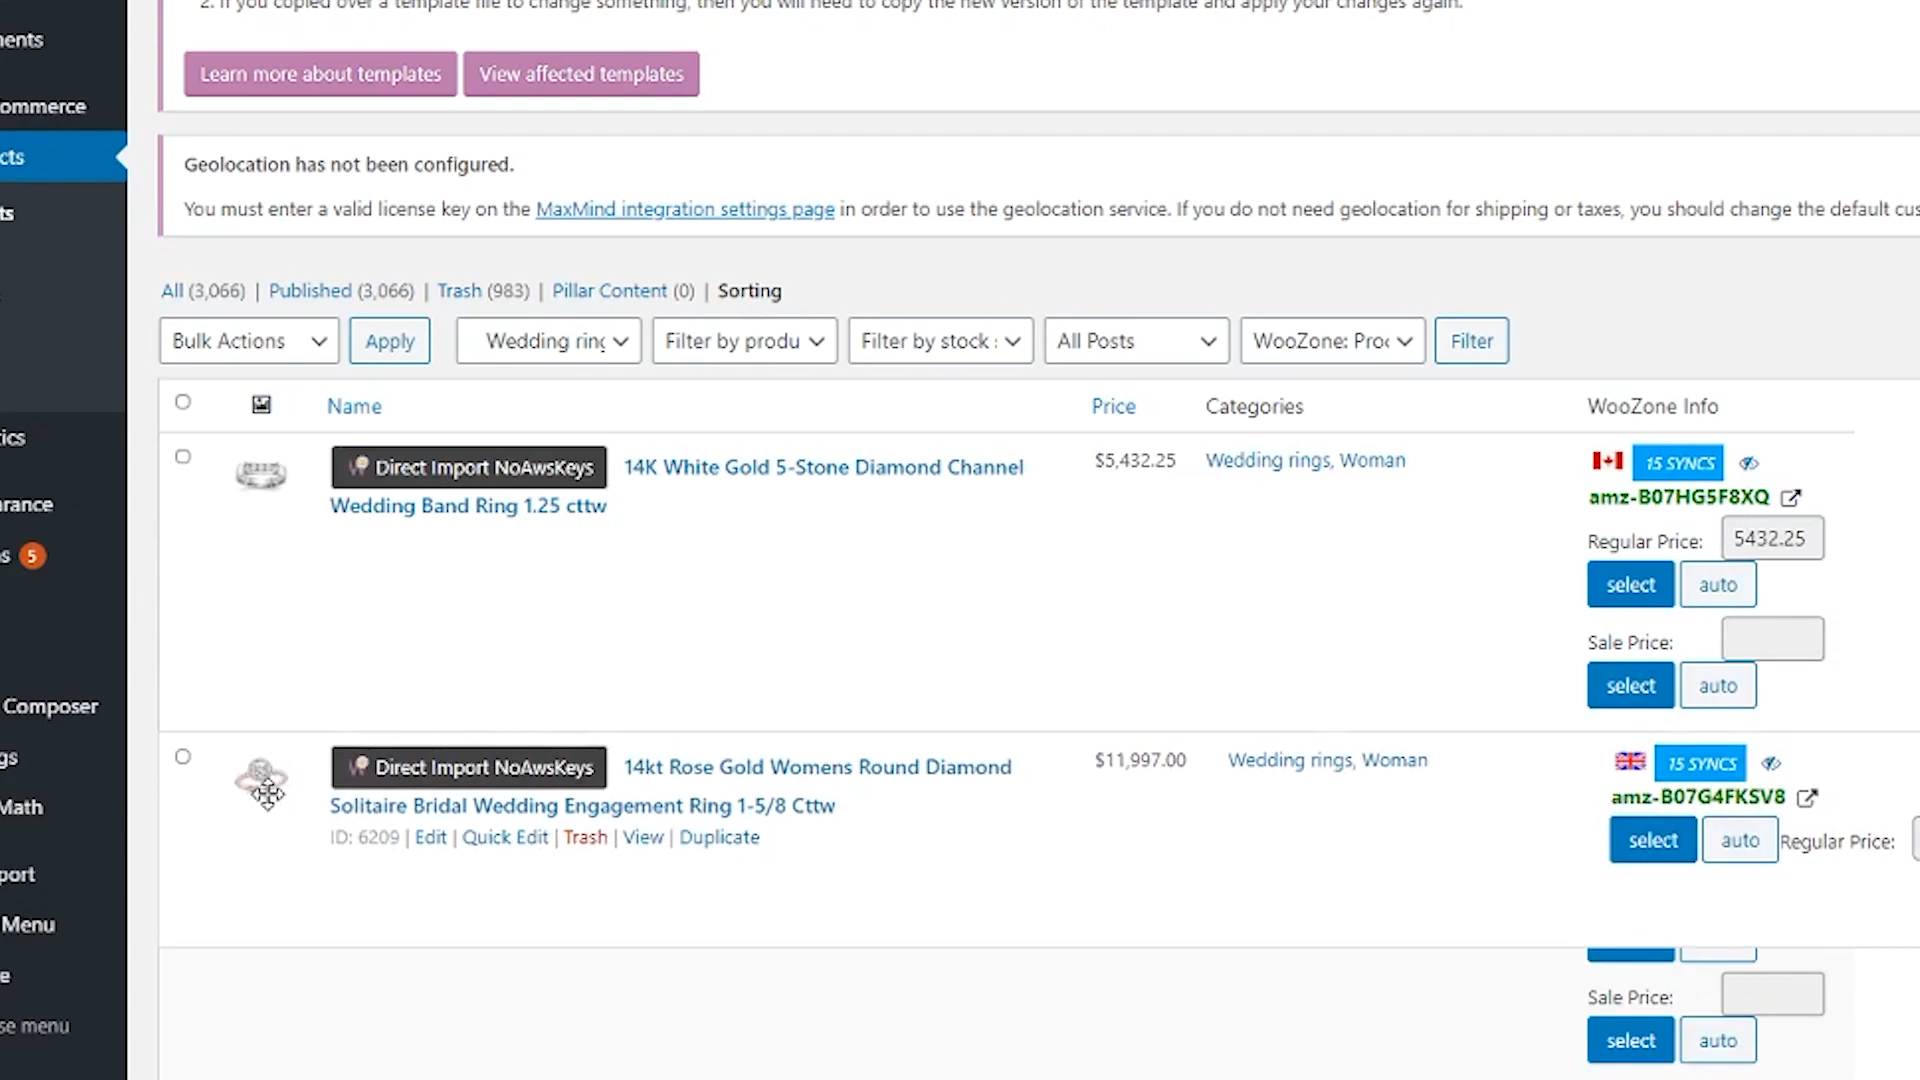 2. If you copied over a template file to change something, then you will need to copy the new version of the template and apply your changes again.
Learn more about templates
View affected templates
Geolocation has not been configured.
You must enter a valid license key on the MaxMind integration settings page in order to use the geolocation service. If you do not need geolocation for shipping or taxes, you should change the default cus
All (3,066) | Published (3,066) | Trash (983) | Pillar Content (0) | Sorting
Bulk Actions Apply Wedding ring Filter by produ Filter by stock s All Posts WooZone: Prod Filter
Name Price Categories WooZone Info
Direct Import NoAwsKeys 14K White Gold 5-Stone Diamond Channel
Wedding Band Ring 1.25 cttw
$5,432.25
Wedding rings, Woman
15 SYNCS
amz-B07HG5F8XQ
Regular Price: 5432.25
select auto
Sale Price:
select auto
Direct Import NoAwsKeys 14kt Rose Gold Womens Round Diamond
Solitaire Bridal Wedding Engagement Ring 1-5/8 Cttw
ID: 6209 | Edit | Quick Edit | Trash | View | Duplicate
$11,997.00
Wedding rings, Woman
15 SYNCS
amz-B07G4FKSV8
select auto Regular Price:
Sale Price:
select auto
ments
ommerce
cts
ts
tics
arance
s 5
Composer
gs
Math
port
Menu
e
se menu